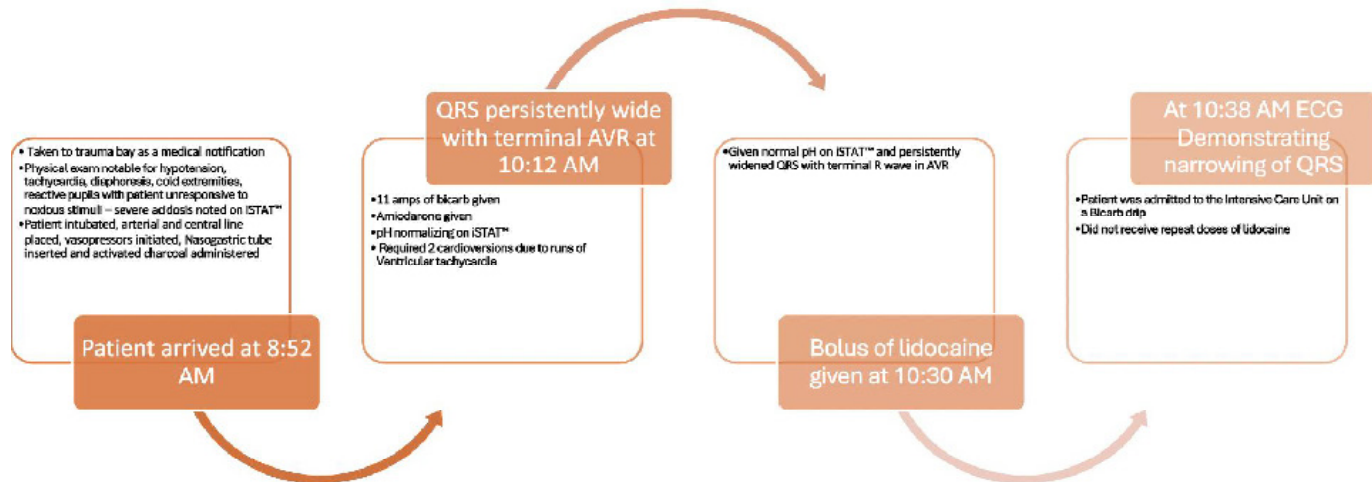 • Taken to trauma bay as a medical notification
•Physical exam notable for hypotension,
tachycardia, diaphoresis, cold extremities,
reactive pupils with patient unresponsive to
noxious stimuli – severe acidosis noted on iSTAT™
•Patient intubated, arterial and central line
placed, vasopressors initiated, Nasogastric tube
inserted and activated charcoal administered
Patient arrived at 8:52
AM
QRS persistently wide
with terminal AVR at
10:12 AM
•11 amps of bicarb given
•Amiodarone given
•pH normalizing on iSTAT™
• Required 2 cardioversions due to runs of
Ventricular tachycardia
•Given normal pH on iSTAT™ and persistently
widened QRS with terminal R wave in AVR
Bolus of lidocaine
given at 10:30 AM
At 10:38 AM ECG
Demonstrating
narrowing of QRS
•Patient was admitted to the Intensive Care Unit on
a Bicarb drip
•Did not receive repeat doses of lidocaine